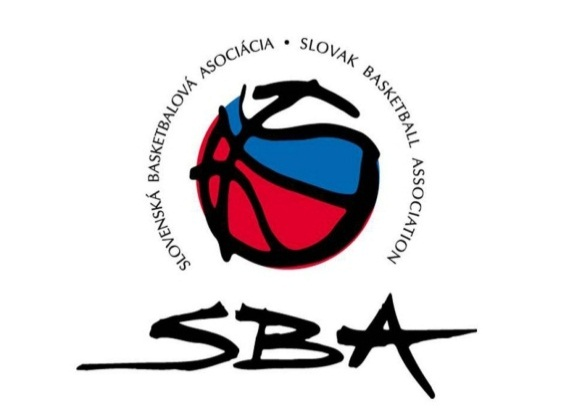 SLOVENSKÁ BASKETBALOVÁ ASOCIÁCIA • SLOVAK BASKETBALL ASSOCIATION
SBA